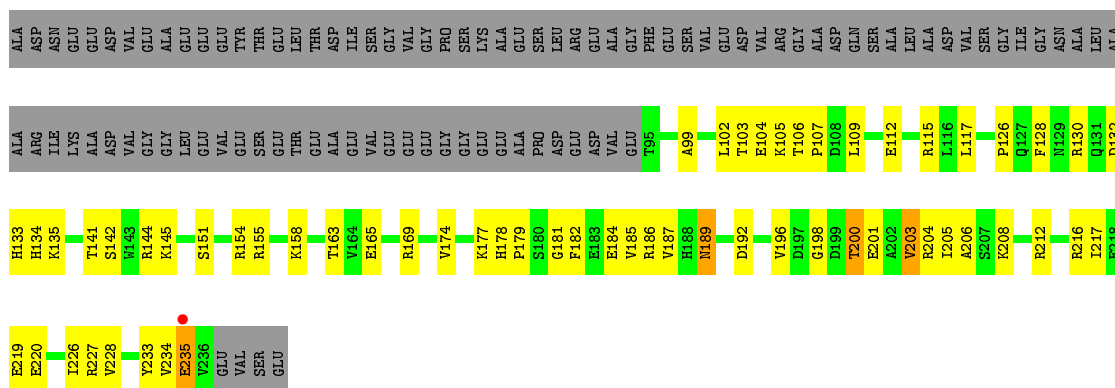 ALA ASP ASN GLU GLU ASP VAL GLU ALA GLU GLU GLU TYR THR GLU LEU THR ASP ILE SER GLY VAL GLY PRO SER LYS ALA GLU SER LEU ARG GLU ALA GLY PHE GLU SER VAL GLU ASP VAL ARG GLY ALA ASP GLN SER ALA LEU ALA ASP VAL SER GLY ILE GLY ASN ALA LEU ALA
ALA ARG ILE LYS ALA ASP VAL GLY GLY LEU GLU VAL GLU SER GLU THR GLU ALA GLU VAL GLU GLU GLU GLY GLY GLU GLU ALA PRO ASP GLU ASP VAL GLU T95 A99 L102 T103 E104 K105 T106 P107 D108 L109 E112 R115 L116 L117 P126 Q127 F128 N129 R130 Q131 D132
H133 H134 K135 T141 S142 W143 R144 K145 S151 R154 R155 K158 T163 V164 E165 R169 V174 K177 H178 P179 S180 G181 F182 E183 E184 V185 R186 V187 H188 N189 D192 V196 D197 G198 D199 T200 E201 A202 V203 R204 I205 A206 S207 K208 R212 R216 I217 E218
E219 E220 I226 R227 V228 Y233 V234 E235 V236 GLU VAL SER GLU